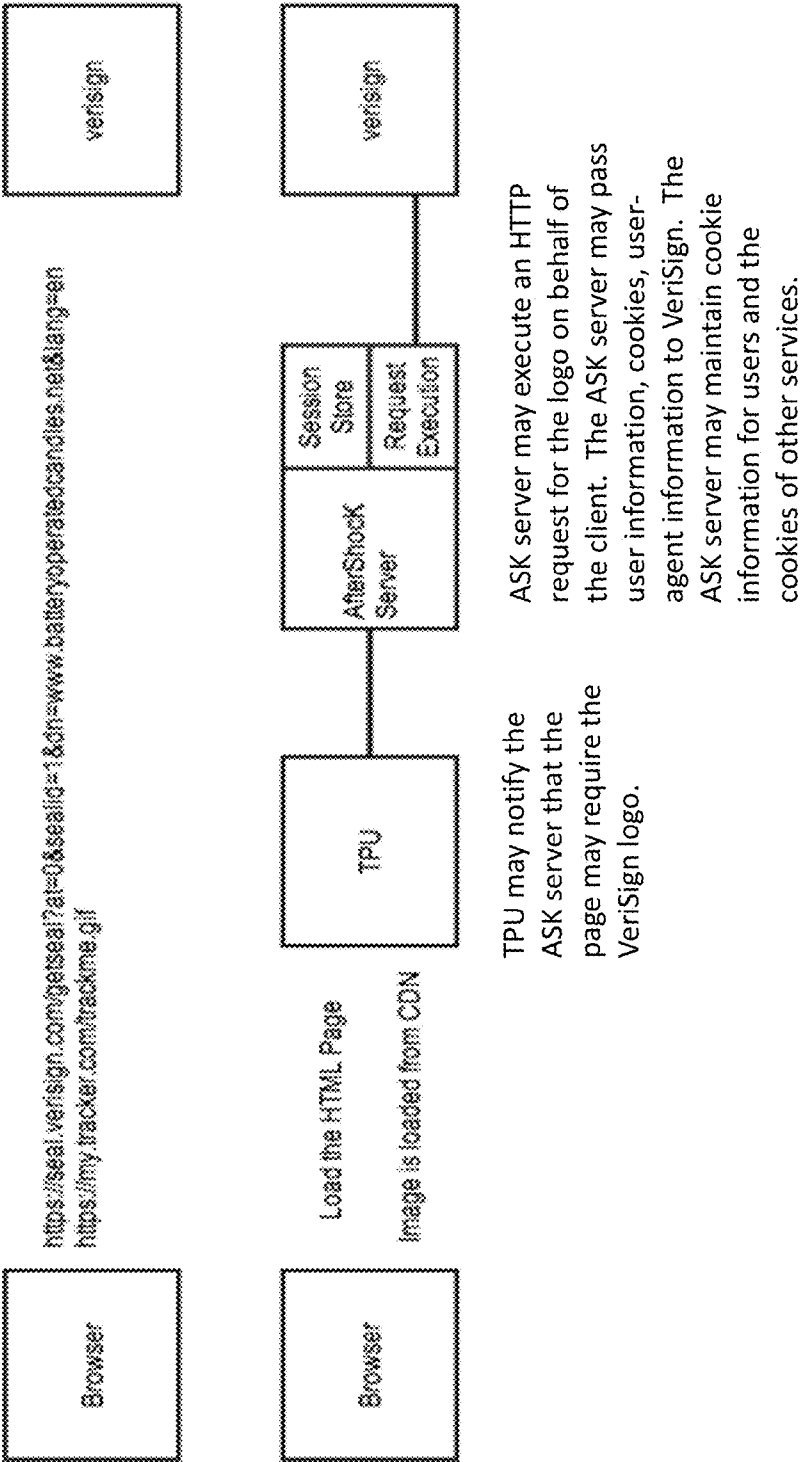 Browser
https://seal.verisign.com/getseal?at=0&sealid=1&dn=www.batteryoperatedcandles.net&lang=en
https://my.tracker.com/trackme.gif
verisign
Browser
Load the HTML Page
Image is loaded from CDN
TPU
AfterShocK
Server
Session
Store
Request
Execution
verisign
TPU may notify the
ASK server that the
page may require the
VeriSign logo.
ASK server may execute an HTTP
request for the logo on behalf of
the client. The ASK server may pass
user information, cookies, user-
agent information to VeriSign. The
ASK server may maintain cookie
information for users and the
cookies of other services.